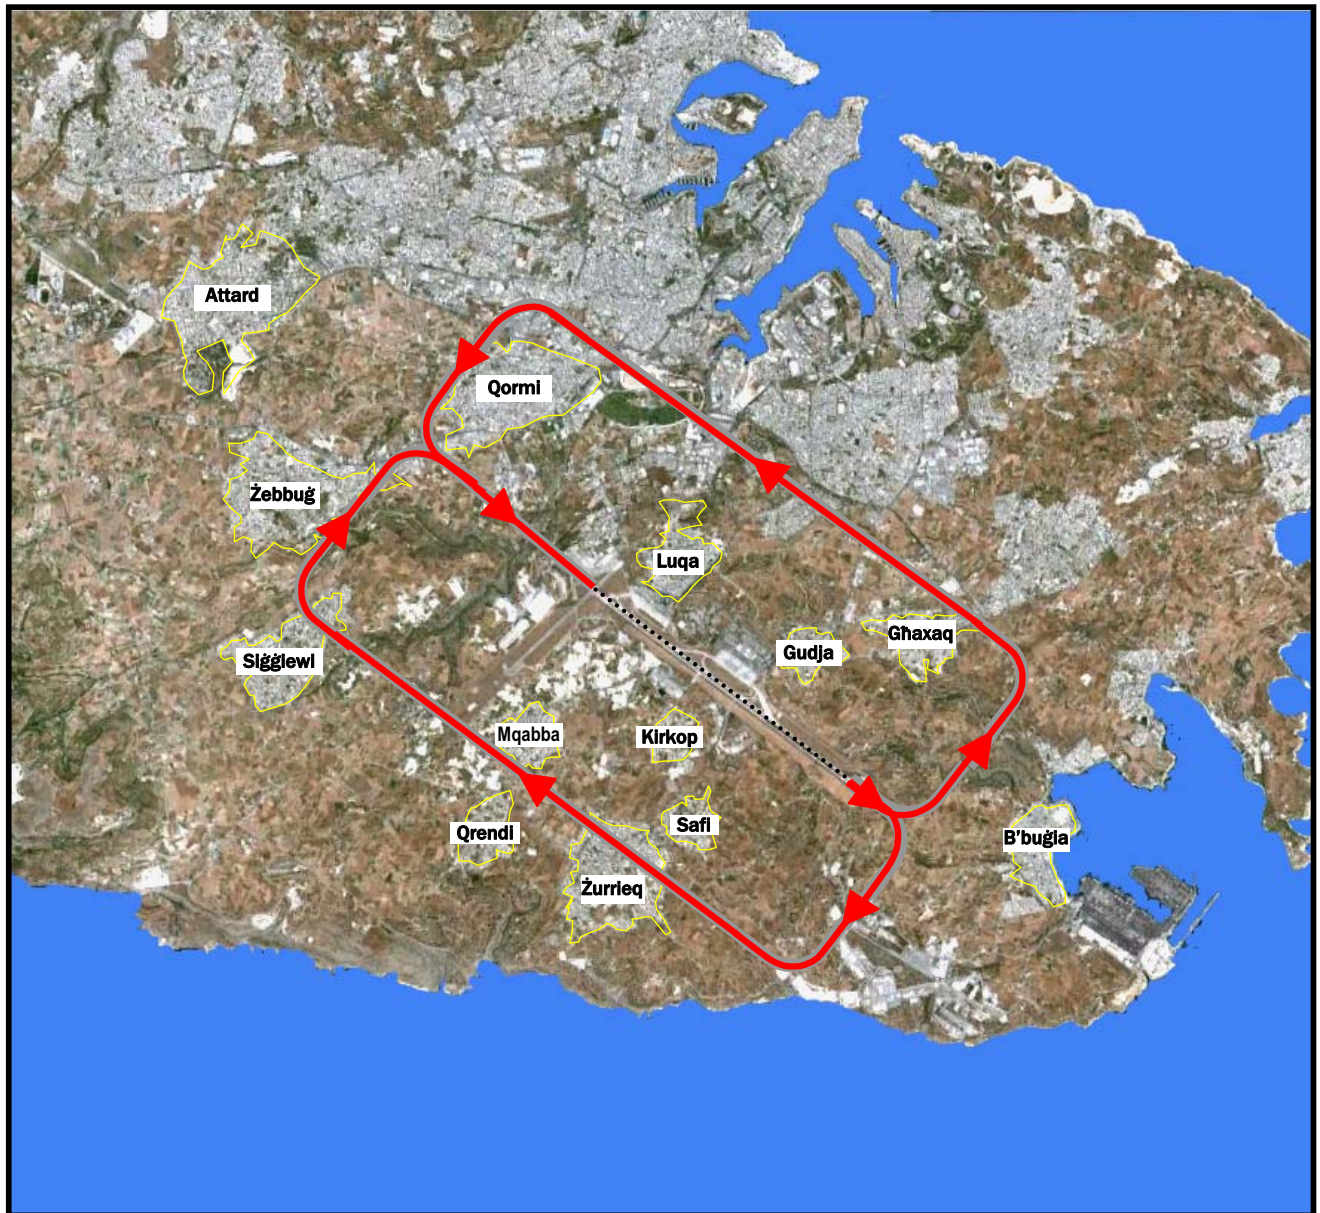 Attard
Qormi
Żebbuġ
Luqa
Siġġiewi
Gudja
Għaxaq
Mqabba
Kirkop
Qrendi
Safi
B'buġia
Żurrieq